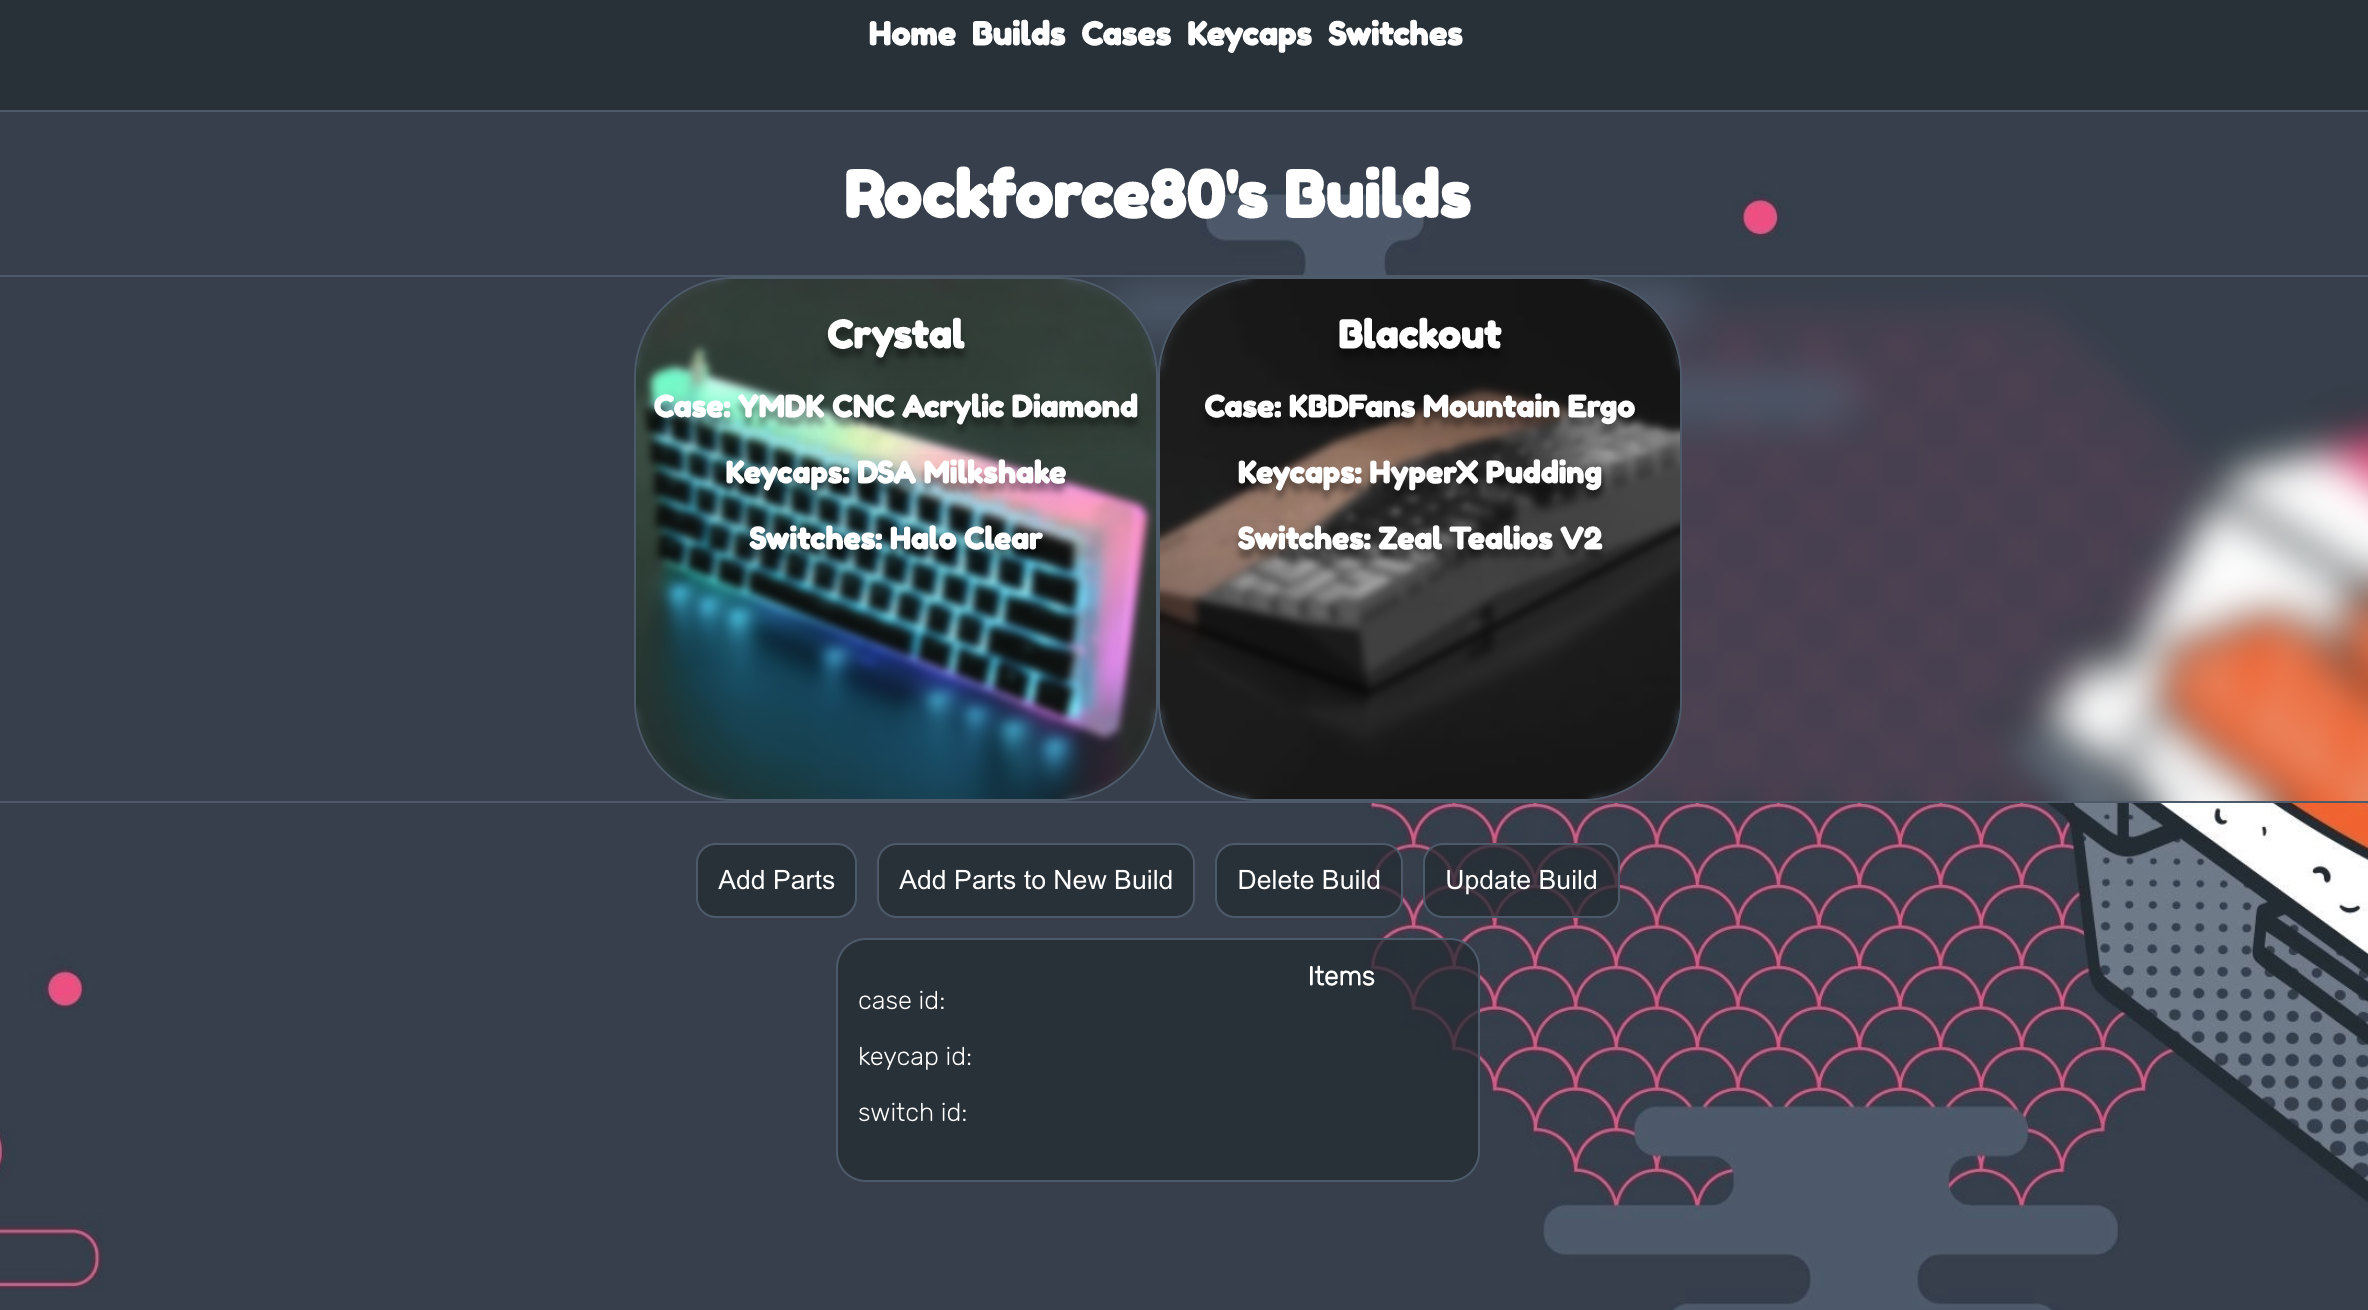 Home Builds Cases Keycaps Switches
Rockforce80's Builds
Crystal
Case: YMDK CNC Acrylic Diamond
Keycaps: DSA Milkshake
Switches: Halo Clear
Blackout
Case: KBDFans Mountain Ergo
Keycaps: HyperX Pudding
Switches: Zeal Tealios V2
Add Parts
Add Parts to New Build
Delete Build
Update Build
Items
case id:
keycap id:
switch id: